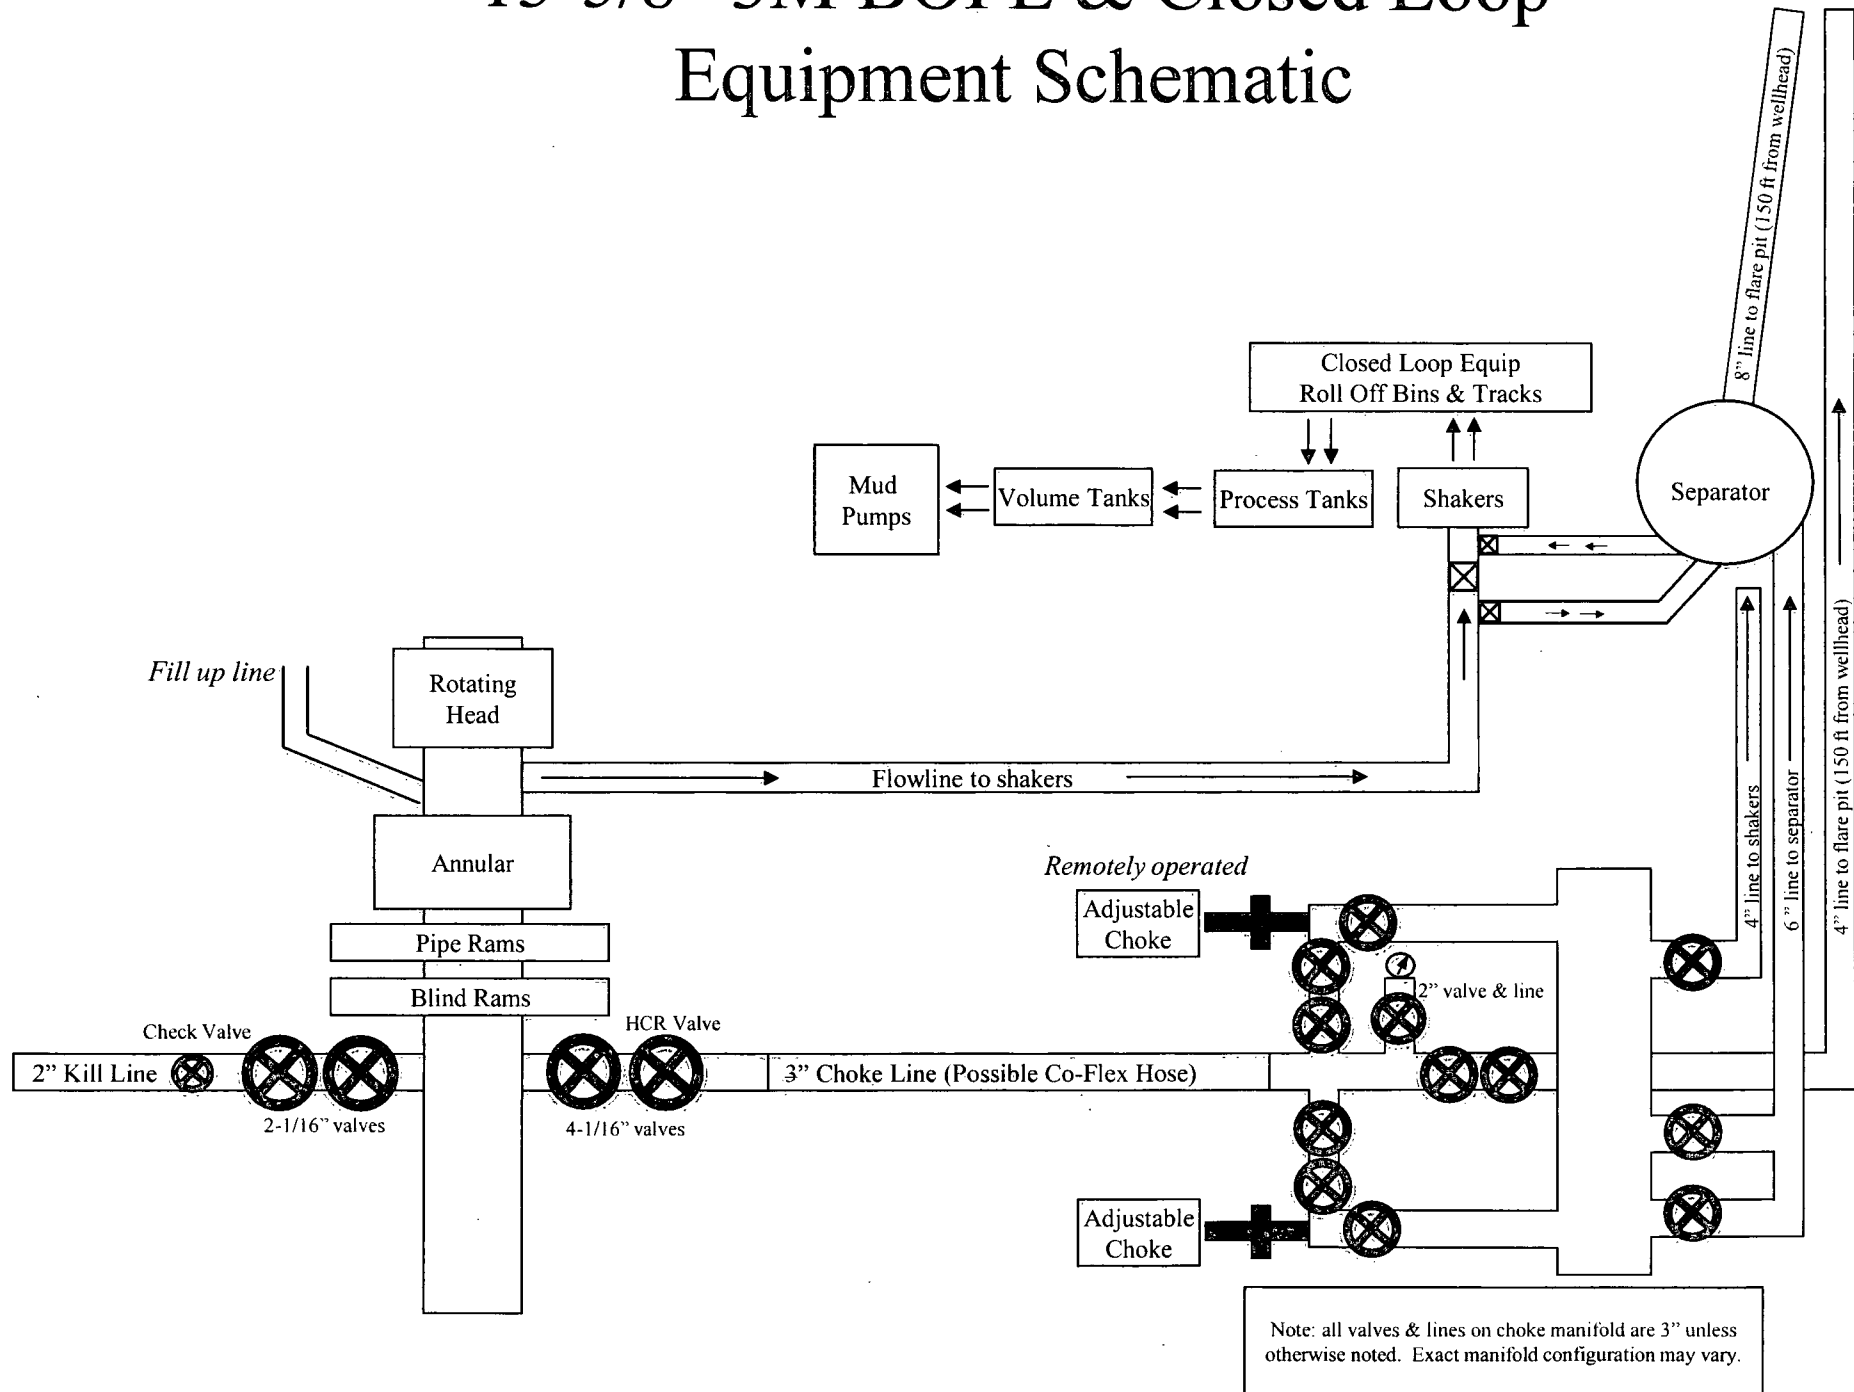 Equipment Schematic
8" line to flare pit (150 ft from wellhead)
Closed Loop Equip
Roll Off Bins & Tracks
Mud
Pumps
Volume Tanks
Process Tanks
Shakers
Separator
Fill up line
Rotating
Head
Flowline to shakers
4" line to shakers
6" line to separator
4" line to flare pit (150 ft from wellhead)
Annular
Remotely operated
Adjustable
Choke
Pipe Rams
Blind Rams
2" valve & line
Check Valve
HCR Valve
2" Kill Line
3" Choke Line (Possible Co-Flex Hose)
2-1/16" valves
4-1/16" valves
Adjustable
Choke
Note: all valves & lines on choke manifold are 3" unless
otherwise noted. Exact manifold configuration may vary.